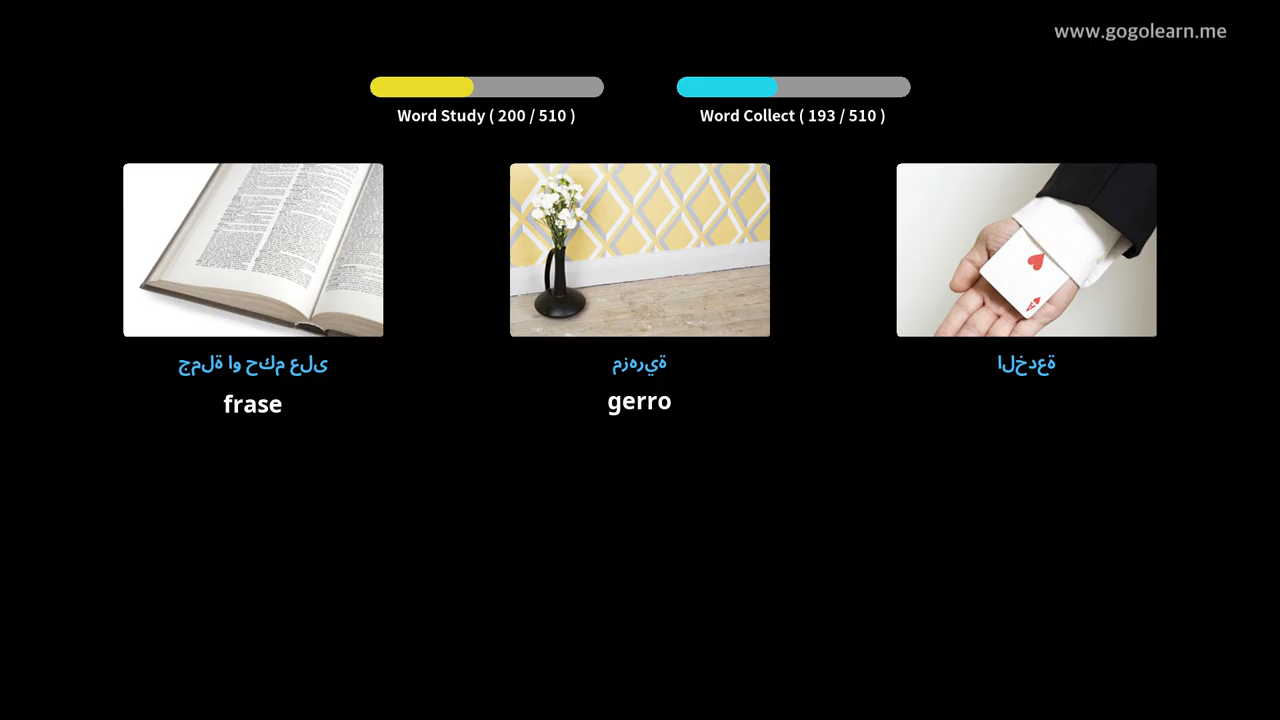 www.gogolearn.me
Word Study ( 200 / 510 )
Word Collect ( 193 / 510 )
جملة او حكم على
frase
مزهرية
gerro
الخدعة